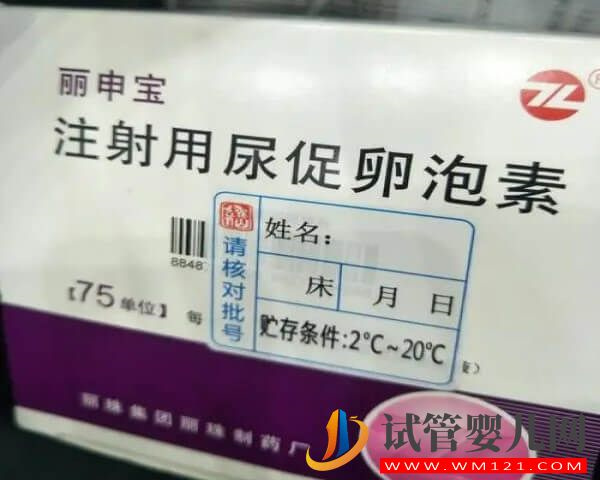 丽申宝
注射用尿促卵泡素
姓名：
床 月 日
请核对批号
贮存条件:2℃~20℃
8848
【75单位】 每
丽珠集团丽珠制药厂
试管婴儿网
WWW.WM121.COM